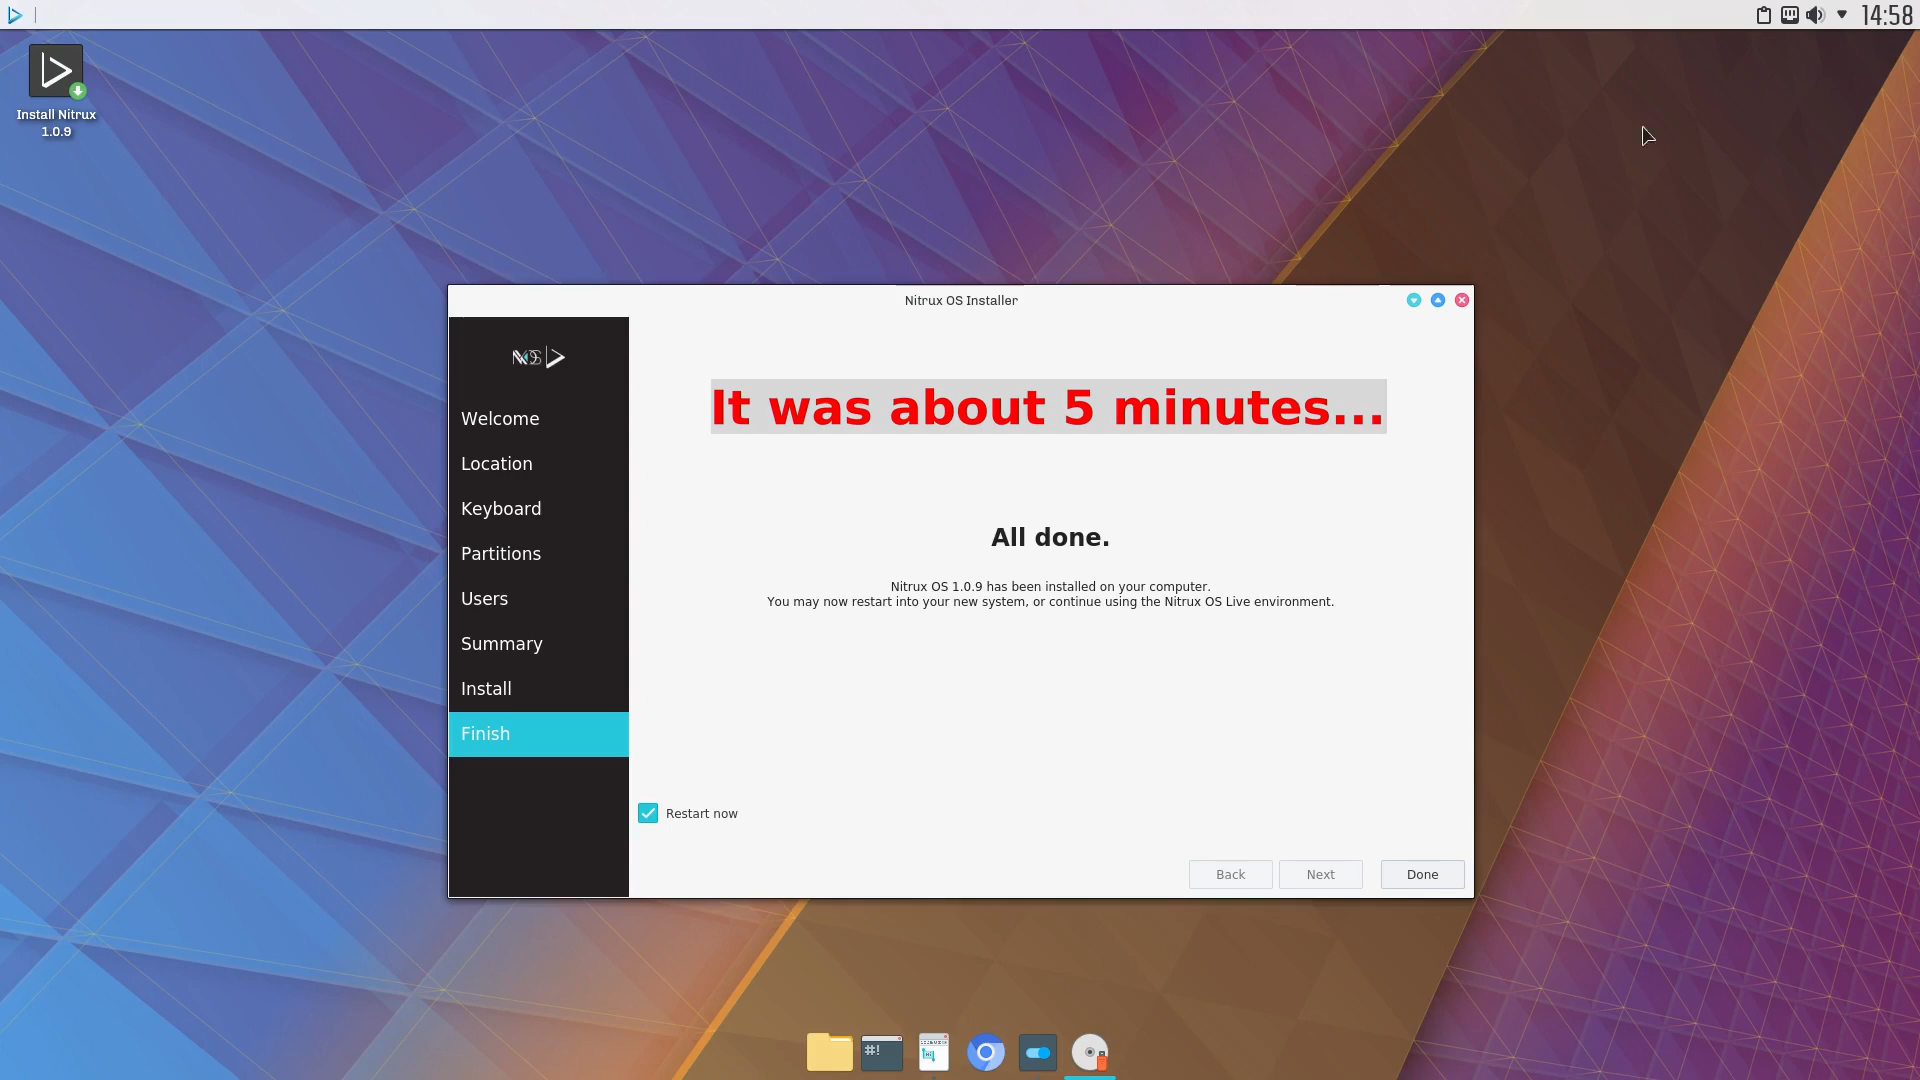 14:58
Install Nitrux
1.0.9
Nitrux OS Installer
It was about 5 minutes...
Welcome
Location
Keyboard
Partitions
Users
Summary
Install
Finish
All done.
Nitrux OS 1.0.9 has been installed on your computer.
You may now restart into your new system, or continue using the Nitrux OS Live environment.
Restart now
Back
Next
Done
#!